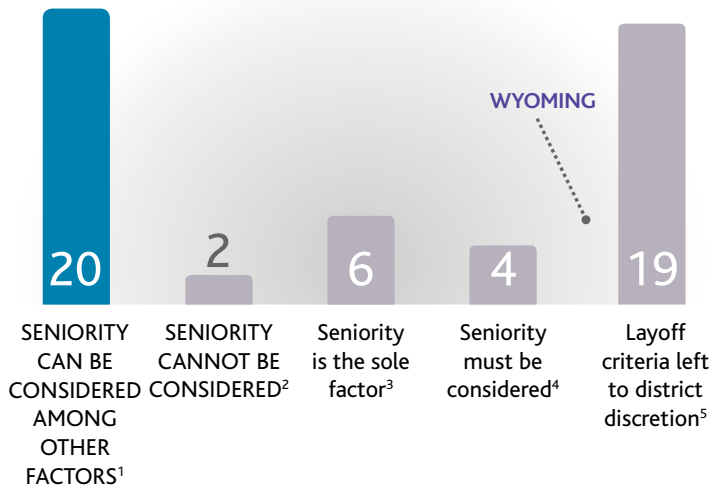 WYOMING
20
2
6
4
19
SENIORITY
CAN BE
CONSIDERED
AMONG
OTHER
FACTORS1
SENIORITY
CANNOT BE
CONSIDERED2
Seniority
is the sole
factor3
Seniority
must be
considered4
Layoff
criteria left
to district
discretion5